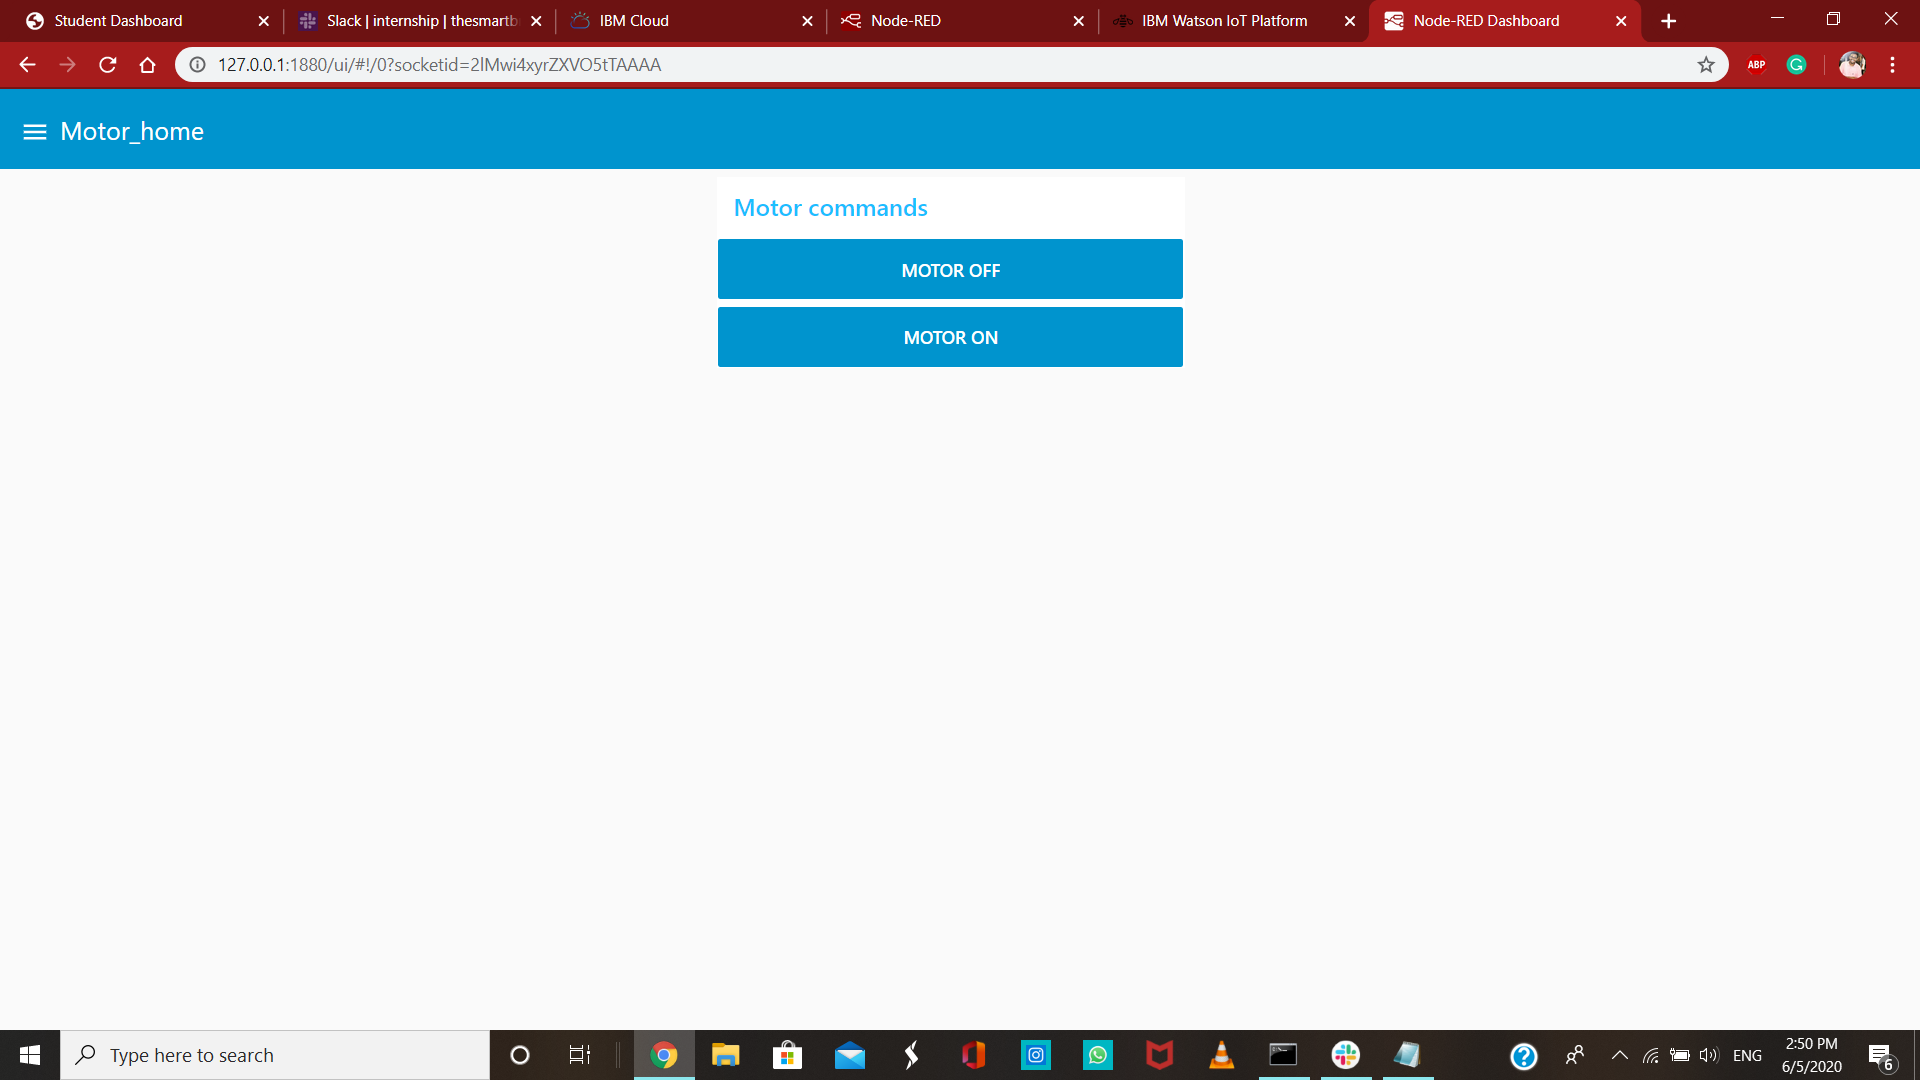 Student Dashboard
Slack | internship | thesmartb
IBM Cloud
Node-RED
IBM Watson IoT Platform
Node-RED Dashboard
127.0.0.1:1880/ui/#!/0?socketid=2lMwi4xyrZXVO5tTAAAA
ABP
Motor_home
Motor commands
MOTOR OFF
MOTOR ON
Type here to search
ENG
2:50 PM
6/5/2020
6